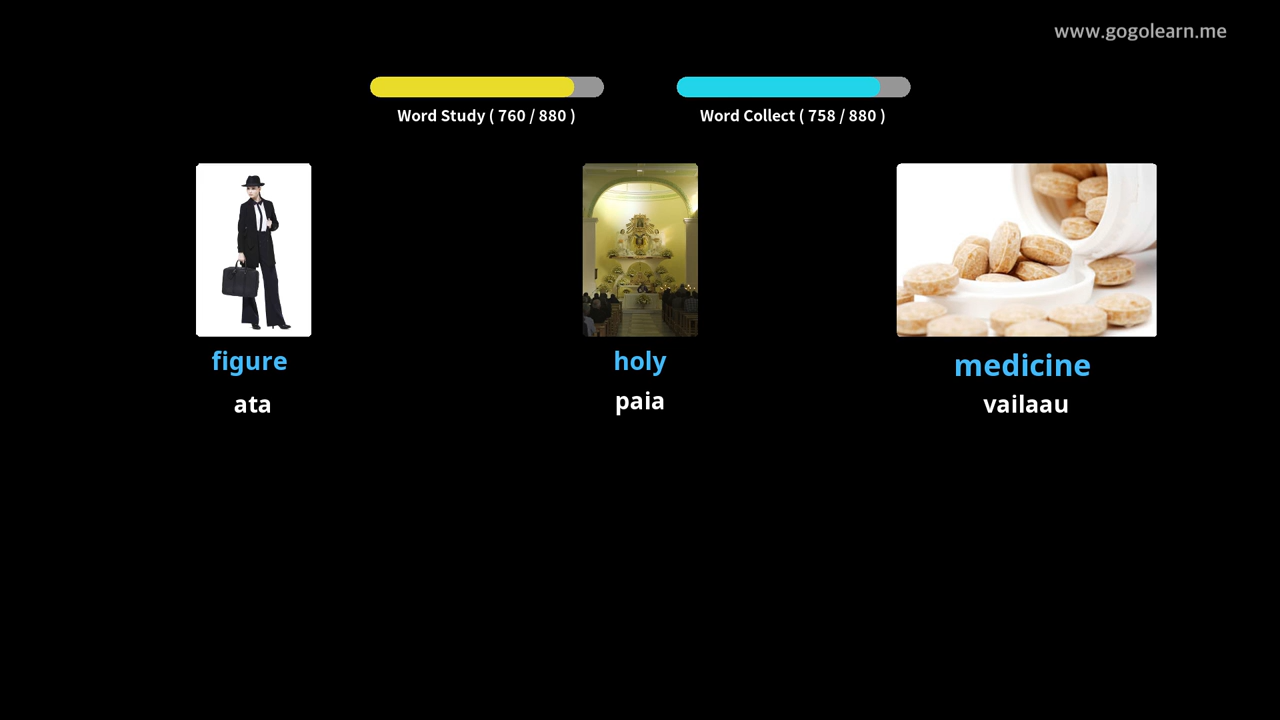 www.gogolearn.me
Word Study ( 760 / 880 )
Word Collect ( 758 / 880 )
figure
ata
holy
paia
medicine
vailaau